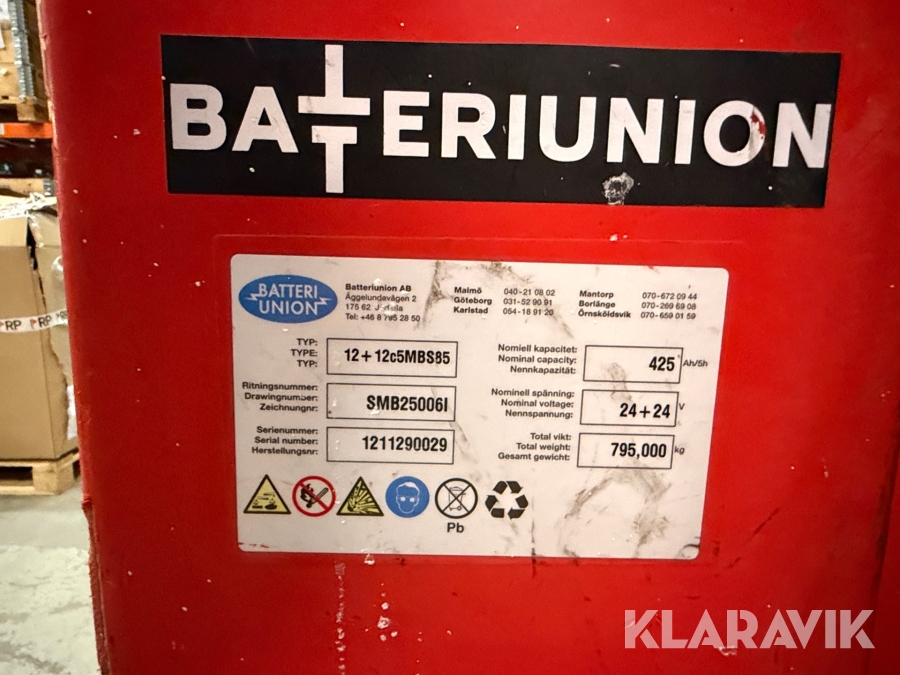 BATTERIUNION
BATTERI
UNION
Batteriunion AB
Äggelundavägen 2
175 62
Tel: +46 8 795 28 50
Malmö 040-21 08 02
Göteborg 031-52 90 91
Karlstad 054-18 91 20
Mantorp 070-672 09 44
Borlänge 070-269 69 08
Örnsköldsvik 070-659 01 59
TYP:
TYPE:
TYP:
12+12c5MBS85
Nomiell kapacitet:
Nominal capacity:
Nennkapazität:
425 Ah/5h
Ritningsnummer:
Drawingnumber:
Zeichnungnr:
SMB25006I
Nominell spänning:
Nominal voltage:
Nennspannung:
24+24 V
Serienummer:
Serial number:
Herstellungsnr:
1211290029
Total vikt:
Total weight:
Gesamt gewicht:
795,000 kg
Pb
RP
RP
KLARAVIK